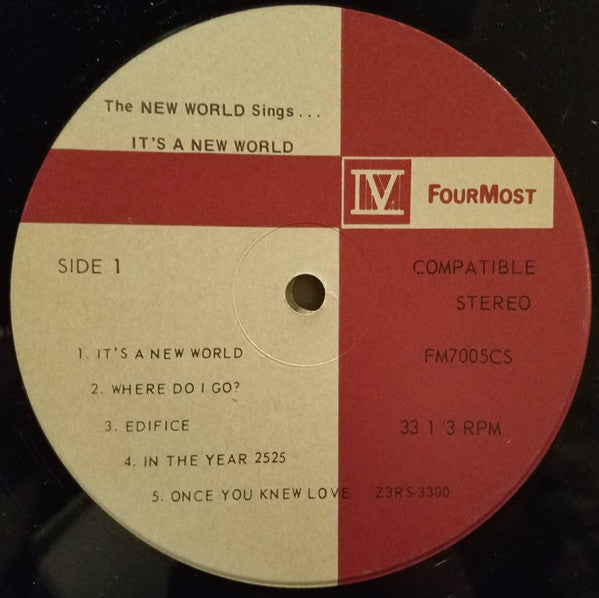 The NEW WORLD Sings...
IT'S A NEW WORLD
IV FOURMOST
SIDE 1
COMPATIBLE
STEREO
1. IT'S A NEW WORLD
FM7005CS
2. WHERE DO I GO?
3. EDIFICE
33 1 3 RPM
4. IN THE YEAR 2525
5. ONCE YOU KNEW LOVE Z3RS-3390